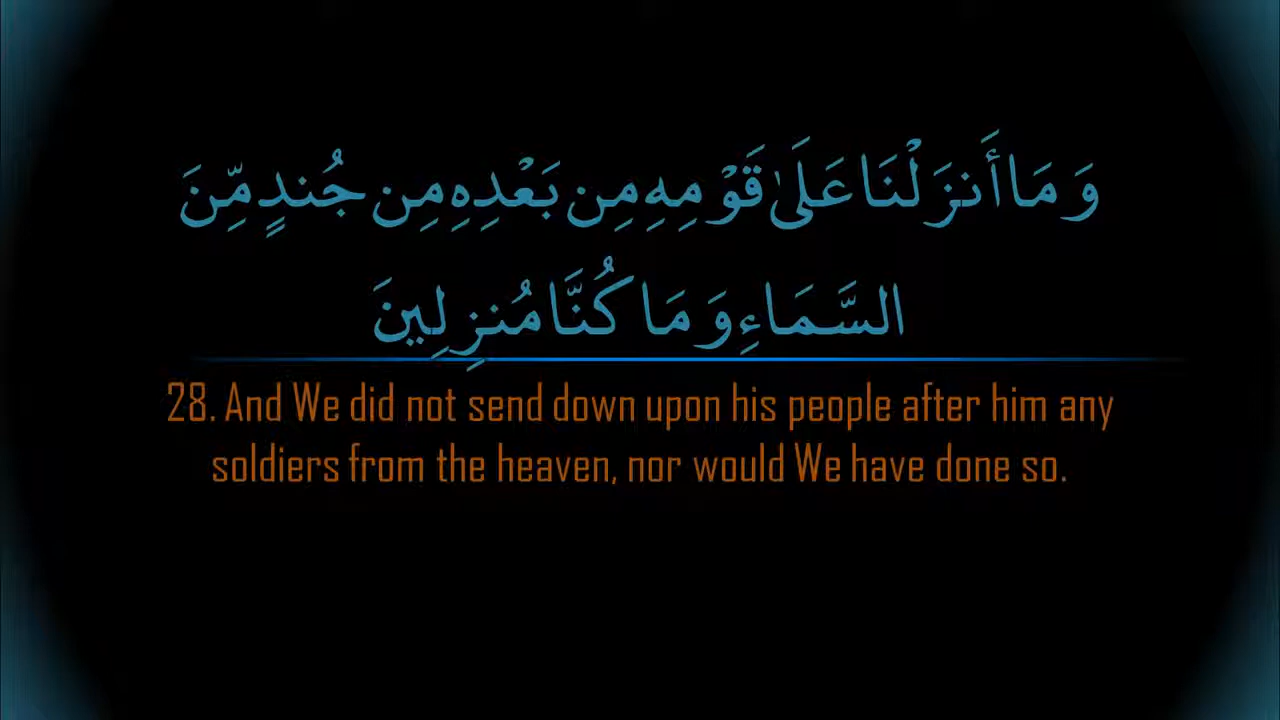 وَمَا أَنزَلْنَا عَلَىٰ قَوْمِهِ مِن بَعْدِهِ مِن جُندٍ مِّنَ
السَّمَاءِ وَمَا كُنَّا مُنزِلِينَ
28. And We did not send down upon his people after him any
soldiers from the heaven, nor would We have done so.